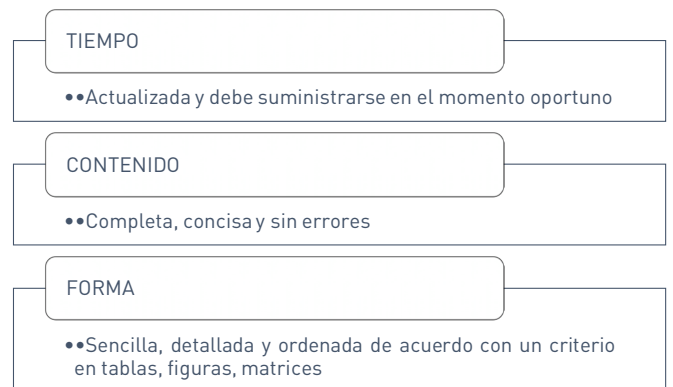 TIEMPO
••Actualizada y debe suministrarse en el momento oportuno
CONTENIDO
••Completa, concisa y sin errores
FORMA
••Sencilla, detallada y ordenada de acuerdo con un criterio
en tablas, figuras, matrices